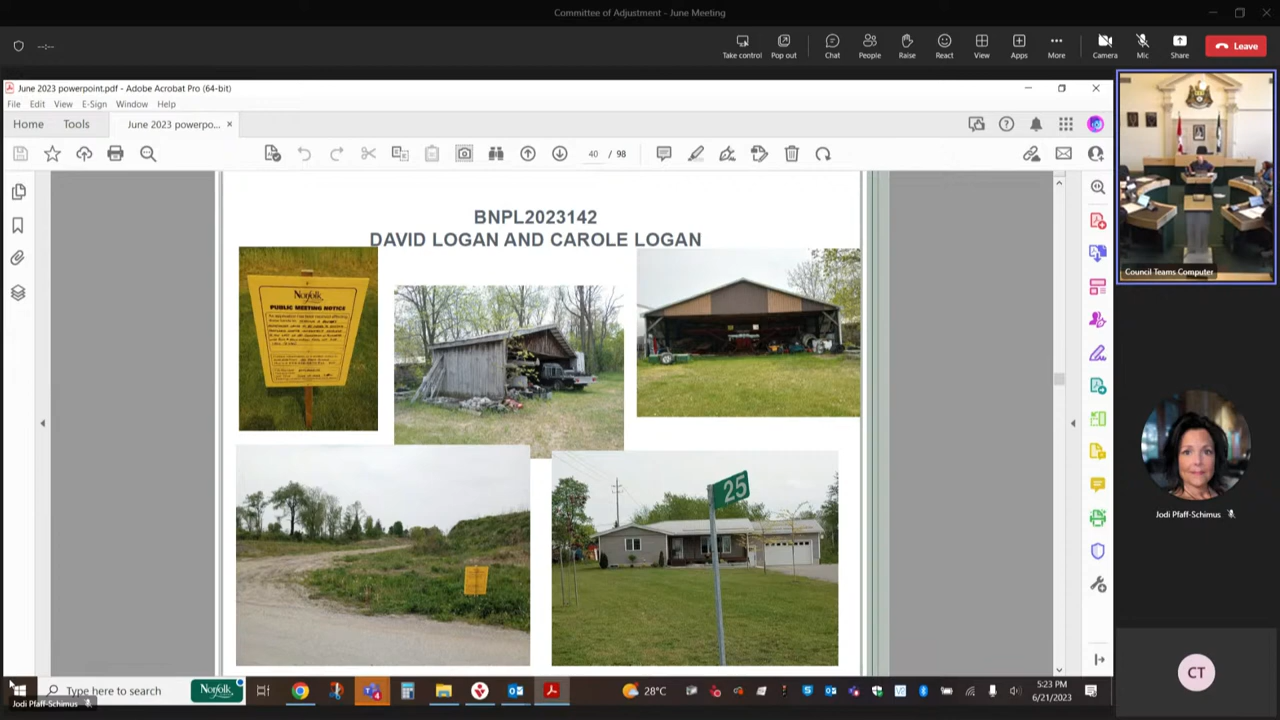 Committee of Adjustment - June Meeting
--:--
Take control
Pop out
Chat
People
Raise
React
View
Apps
More
Camera
Mic
Share
Leave
June 2023 powerpoint.pdf - Adobe Acrobat Pro (64-bit)
File Edit View E-Sign Window Help
Home Tools June 2023 powerpo... ×
40 / 98
BNPL2023142
DAVID LOGAN AND CAROLE LOGAN
Norfolk
PUBLIC MEETING NOTICE
25
Council Teams Computer
Jodi Pfaff-Schimus
CT
Type here to search
Norfolk
28°C
5:23 PM
6/21/2023
Jodi Pfaff-Schimus